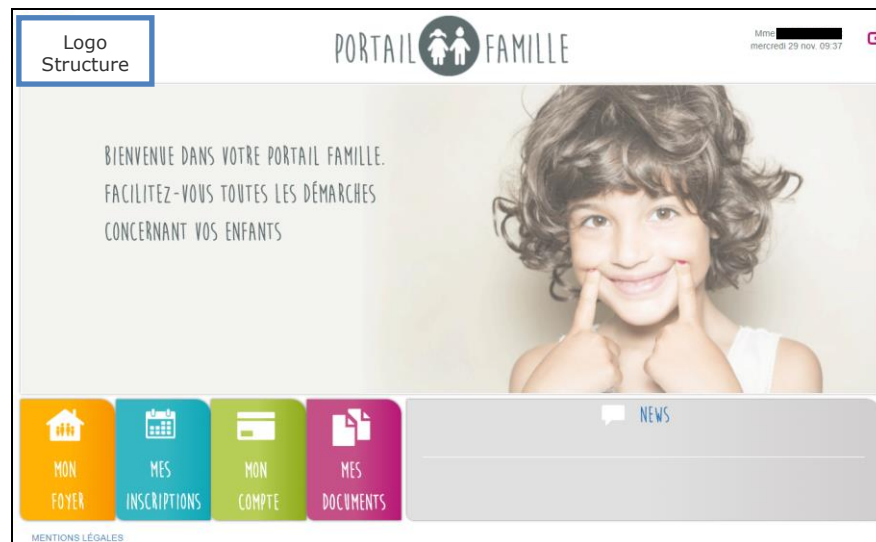 Logo
Structure
PORTAIL FAMILLE
Mme
mercredi 29 nov. 09:37
BIENVENUE DANS VOTRE PORTAIL FAMILLE.
FACILITEZ-VOUS TOUTES LES DÉMARCHES
CONCERNANT VOS ENFANTS
MON
FOYER
MES
INSCRIPTIONS
MON
COMPTE
MES
DOCUMENTS
NEWS
MENTIONS LÉGALES